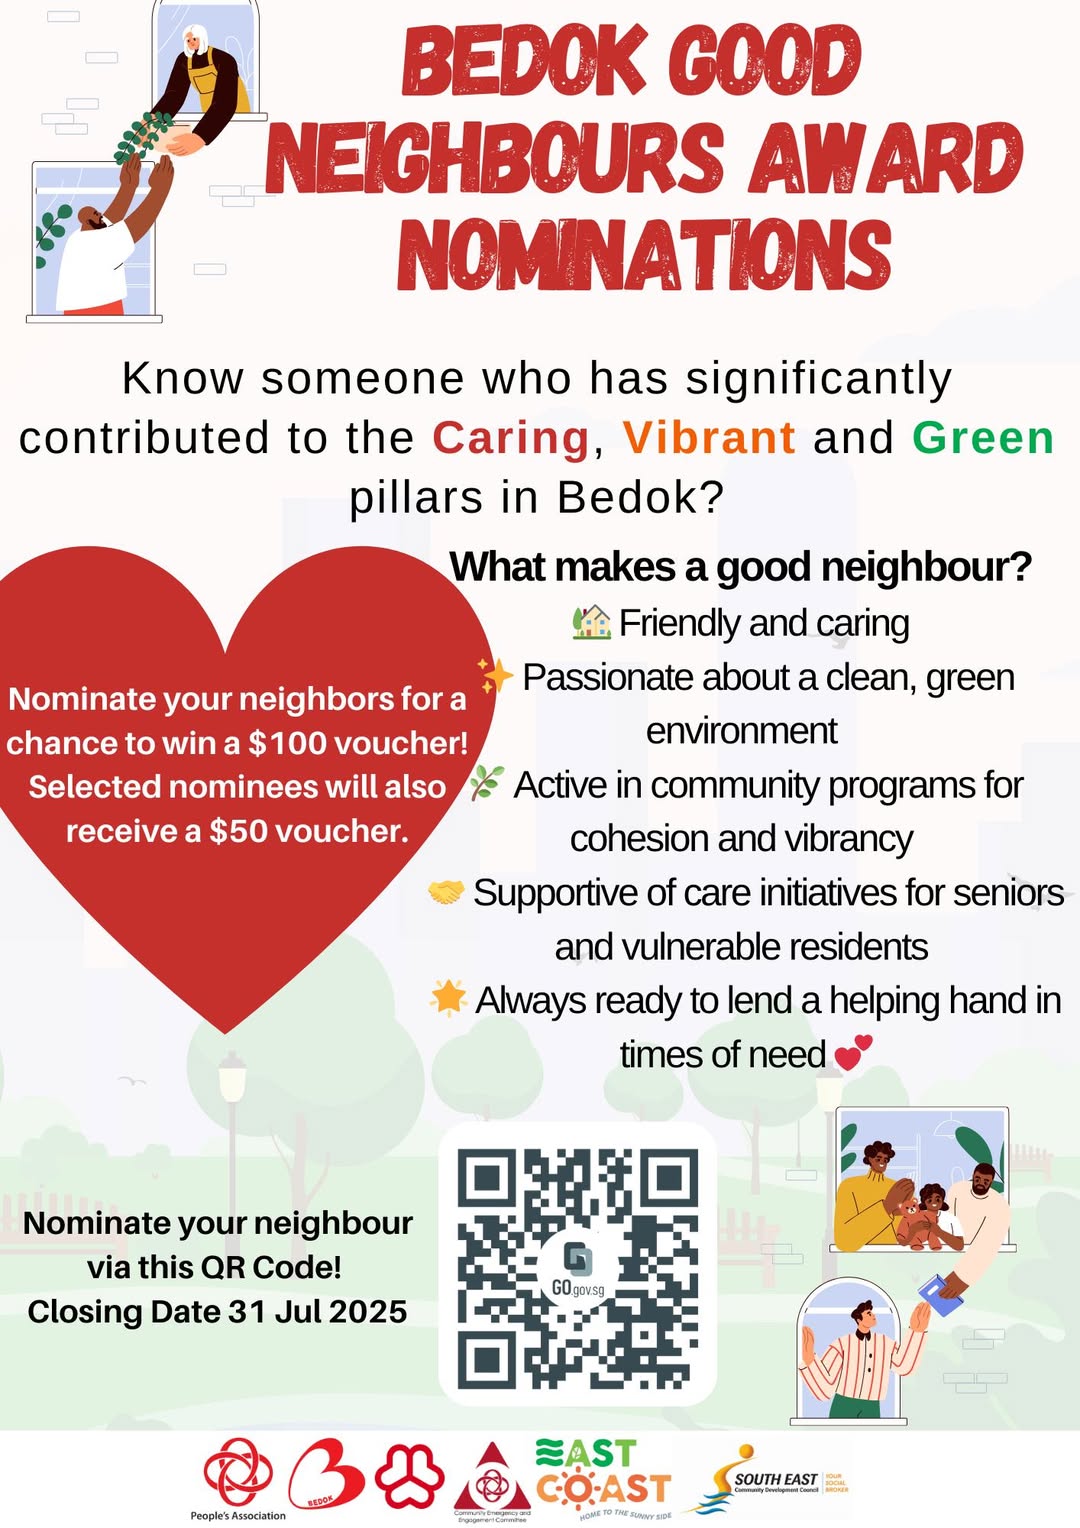 BEDOK GOOD
NEIGHBOURS AWARD
NOMINATIONS
Know someone who has significantly
contributed to the Caring, Vibrant and Green
pillars in Bedok?
What makes a good neighbour?
🏡 Friendly and caring
✨ Passionate about a clean, green
environment
🌿 Active in community programs for
cohesion and vibrancy
🤝 Supportive of care initiatives for seniors
and vulnerable residents
🌟 Always ready to lend a helping hand in
times of need 💕
Nominate your neighbors for a
chance to win a $100 voucher!
Selected nominees will also
receive a $50 voucher.
Nominate your neighbour
via this QR Code!
Closing Date 31 Jul 2025
GO.gov.sg
People's Association
BEDOK
Community Emergency and
Engagement Committee
EAST
COAST
HOME TO THE SUNNY SIDE
SOUTH EAST
Community Development Council
YOUR
SOCIAL
BROKER